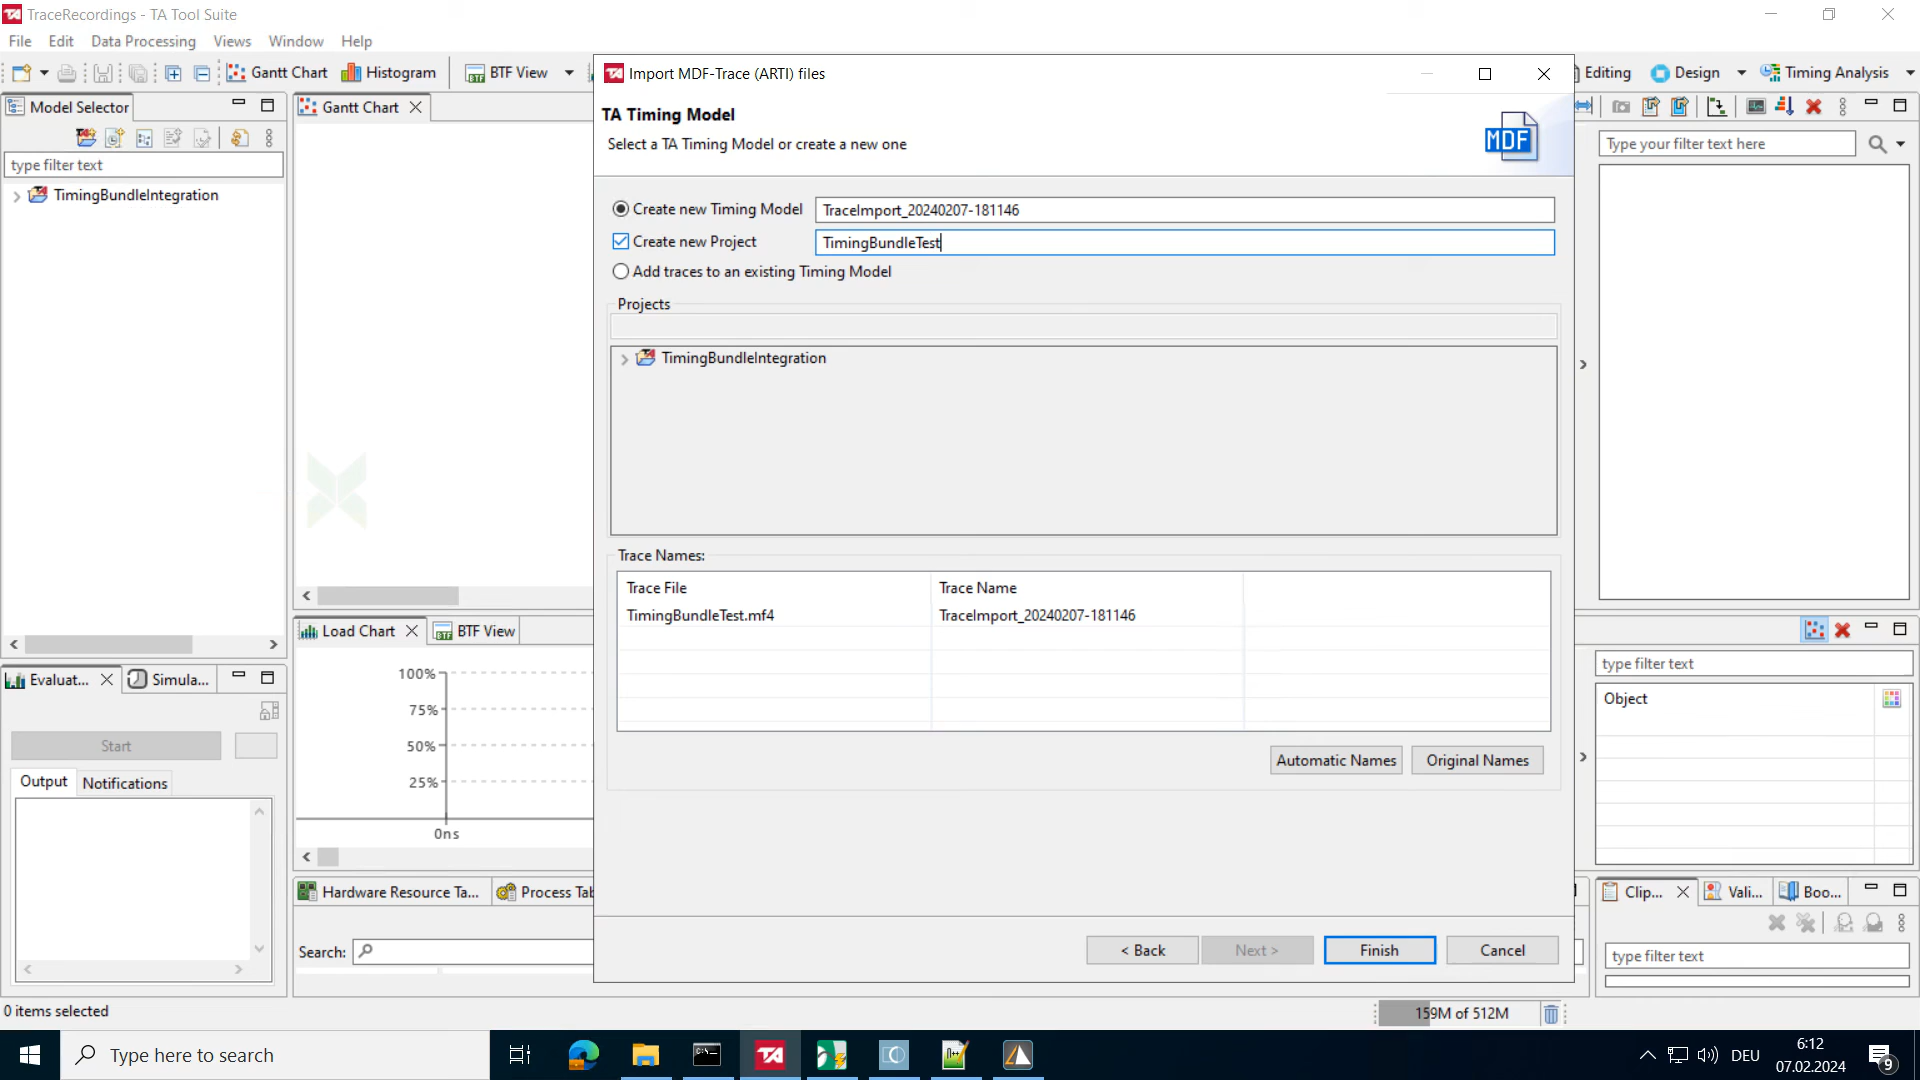 TraceRecordings - TA Tool Suite
File Edit Data Processing Views Window Help
Gantt Chart Histogram BTF View
Editing Design Timing Analysis
Model Selector
type filter text
TimingBundleIntegration
Gantt Chart
Import MDF-Trace (ARTI) files
TA Timing Model
Select a TA Timing Model or create a new one
MDF
Create new Timing Model TraceImport_20240207-181146
Create new Project TimingBundleTest
Add traces to an existing Timing Model
Projects
TimingBundleIntegration
Trace Names:
Trace File Trace Name
TimingBundleTest.mf4 TraceImport_20240207-181146
Automatic Names Original Names
< Back Next > Finish Cancel
Type your filter text here
type filter text
Object
Load Chart BTF View
100%
75%
50%
25%
0ns
Evaluat... Simula...
Start
Output Notifications
Hardware Resource Ta... Process Tab
Search:
Clip... Vali... Boo...
type filter text
0 items selected
159M of 512M
Type here to search
TA
DEU
6:12
07.02.2024
9